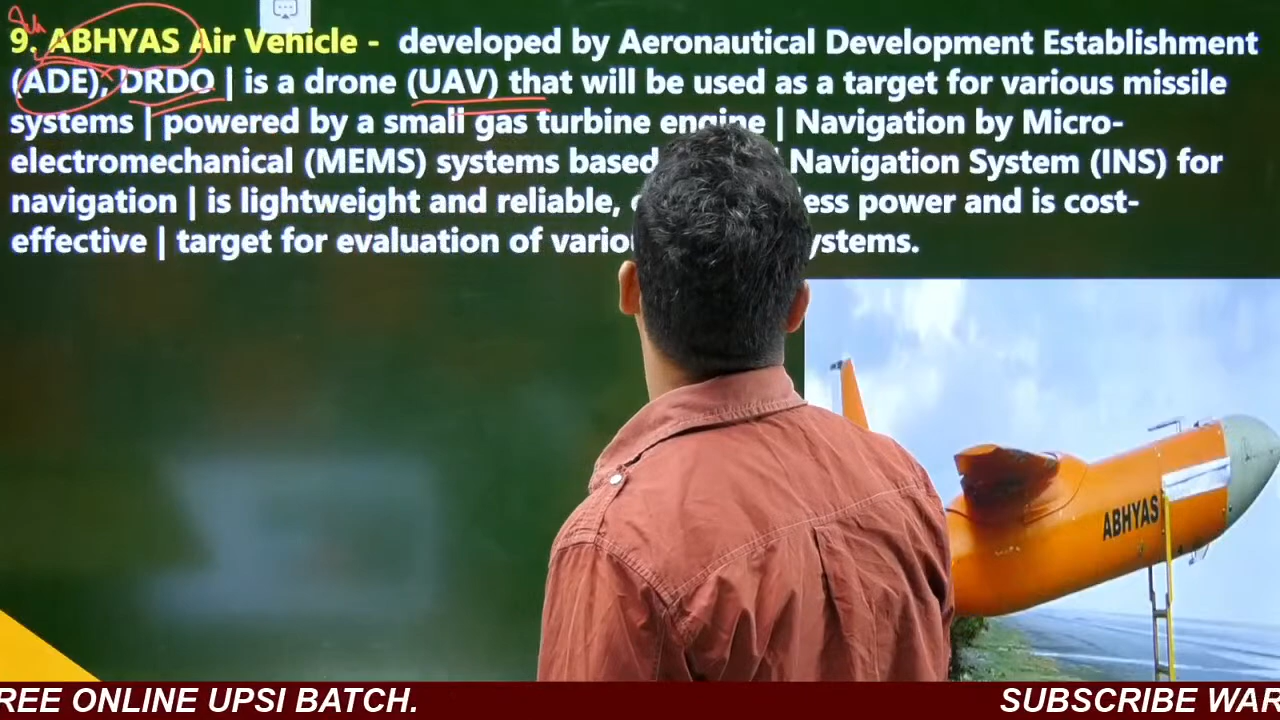 9. ABHYAS Air Vehicle - developed by Aeronautical Development Establishment
(ADE), DRDO | is a drone (UAV) that will be used as a target for various missile
systems | powered by a small gas turbine engine | Navigation by Micro-
electromechanical (MEMS) systems based Navigation System (INS) for
navigation | is lightweight and reliable, power and is cost-
effective | target for evaluation of
ABHYAS
REE ONLINE UPSI BATCH.
SUBSCRIBE WAR